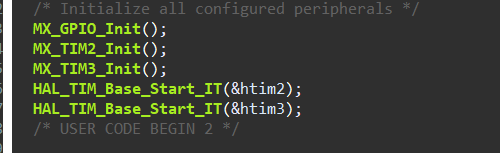 /* Initialize all configured peripherals */
MX_GPIO_Init();
MX_TIM2_Init();
MX_TIM3_Init();
HAL_TIM_Base_Start_IT(&htim2);
HAL_TIM_Base_Start_IT(&htim3);
/* USER CODE BEGIN 2 */